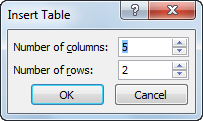 Insert Table
Number of columns: 5
Number of rows: 2
OK Cancel